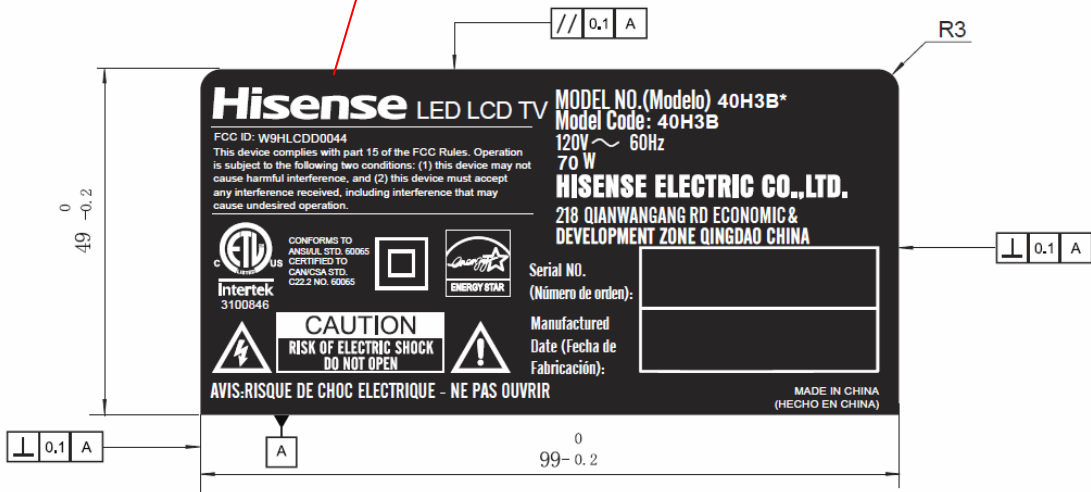 // 0.1 A
R3
Hisense LED LCD TV
FCC ID: W9HLCDD0044
This device complies with part 15 of the FCC Rules. Operation
is subject to the following two conditions: (1) this device may not
cause harmful interference, and (2) this device must accept
any interference received, including interference that may
cause undesired operation.
MODEL NO.(Modelo) 40H3B*
Model Code: 40H3B
120V～ 60Hz
70 W
HISENSE ELECTRIC CO.,LTD.
218 QIANWANGANG RD ECONOMIC &
DEVELOPMENT ZONE QINGDAO CHINA
0
49 -0.2
C ETL US
LISTED
Intertek
3100846
CONFORMS TO
ANSI/UL STD. 60065
CERTIFIED TO
CAN/CSA STD.
C22.2 NO. 60065
energy
ENERGY STAR
Serial NO.
(Número de orden):
Manufactured
Date (Fecha de
Fabricación):
⊥ 0.1 A
CAUTION
RISK OF ELECTRIC SHOCK
DO NOT OPEN
AVIS:RISQUE DE CHOC ELECTRIQUE - NE PAS OUVRIR
MADE IN CHINA
(HECHO EN CHINA)
⊥ 0.1 A
A
0
99-0.2